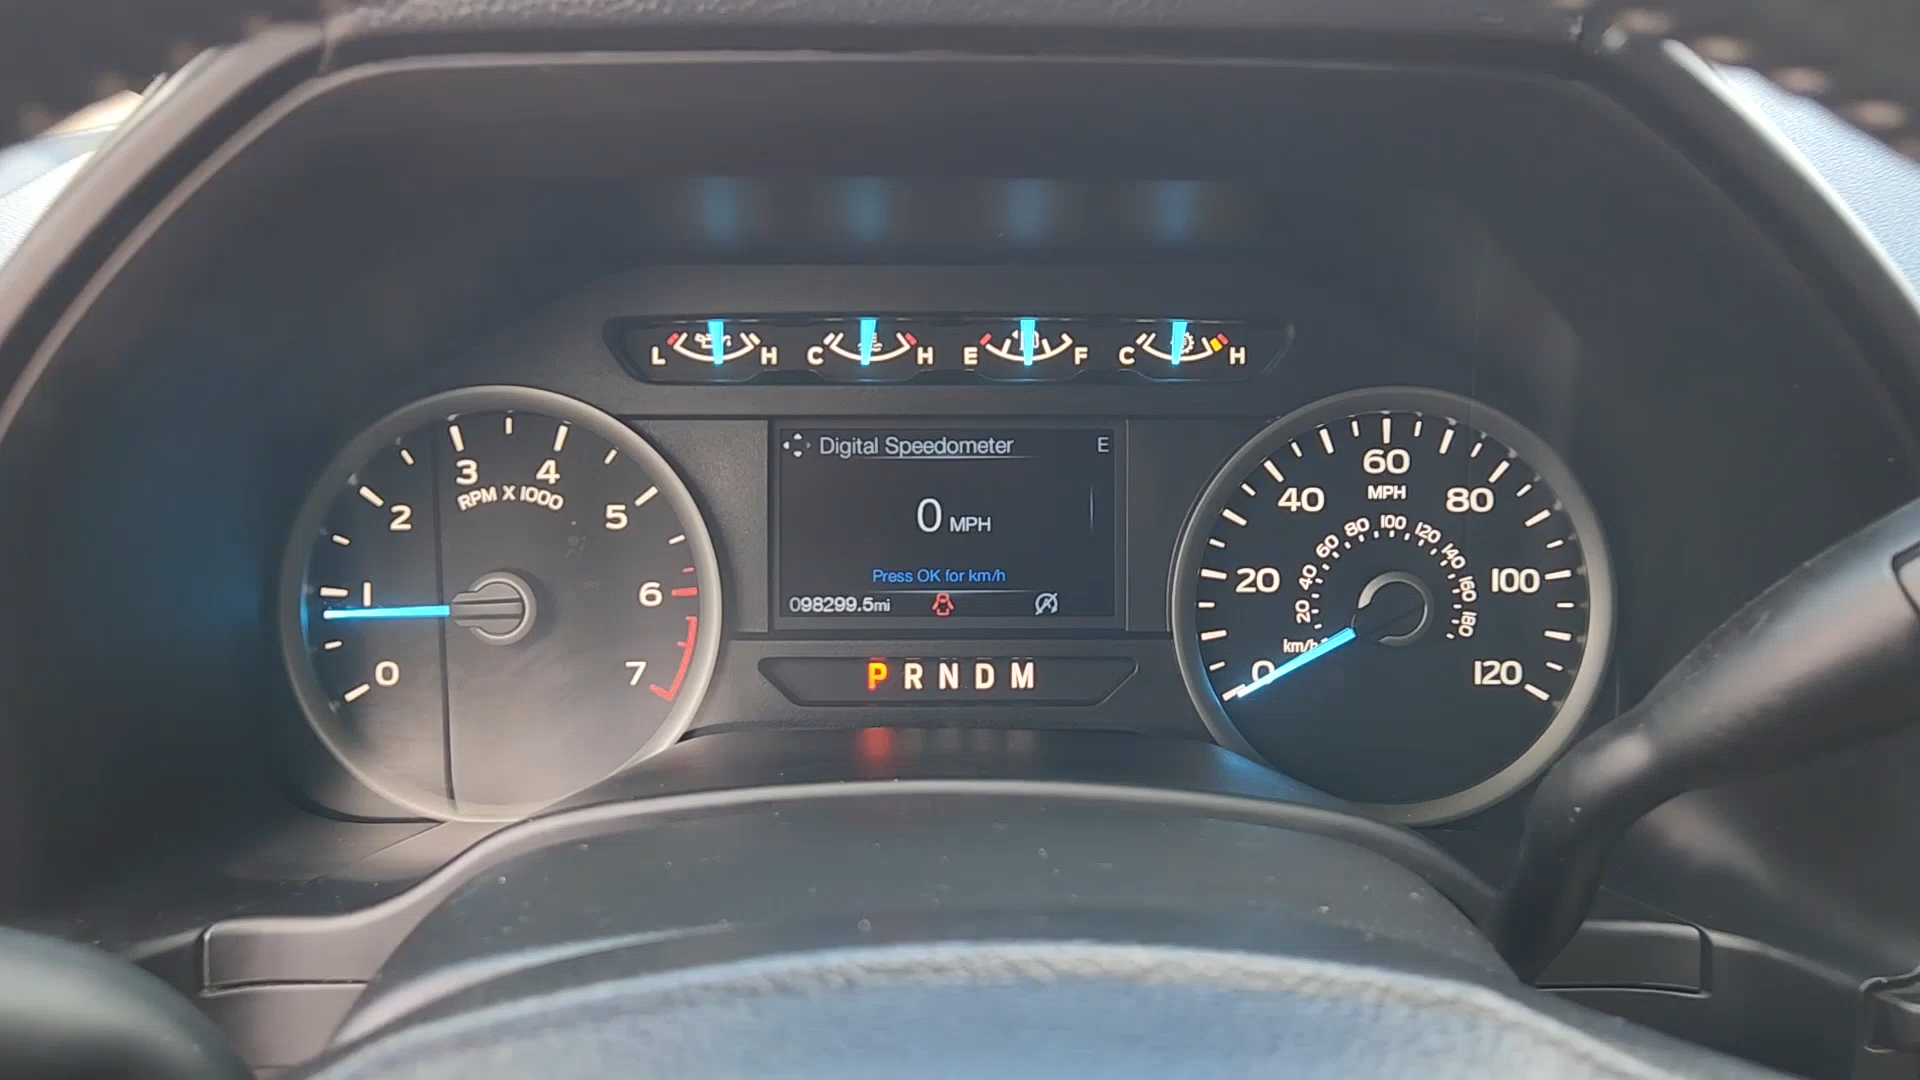 L H C H E F C H
Digital Speedometer E
0 MPH
Press OK for km/h
098299.5mi
P R N D M
0 1 2 3 4 5 6 7
RPM X 1000
0 20 40 60 80 100 120
MPH
20 40 60 80 100 120 140 160 180
km/h